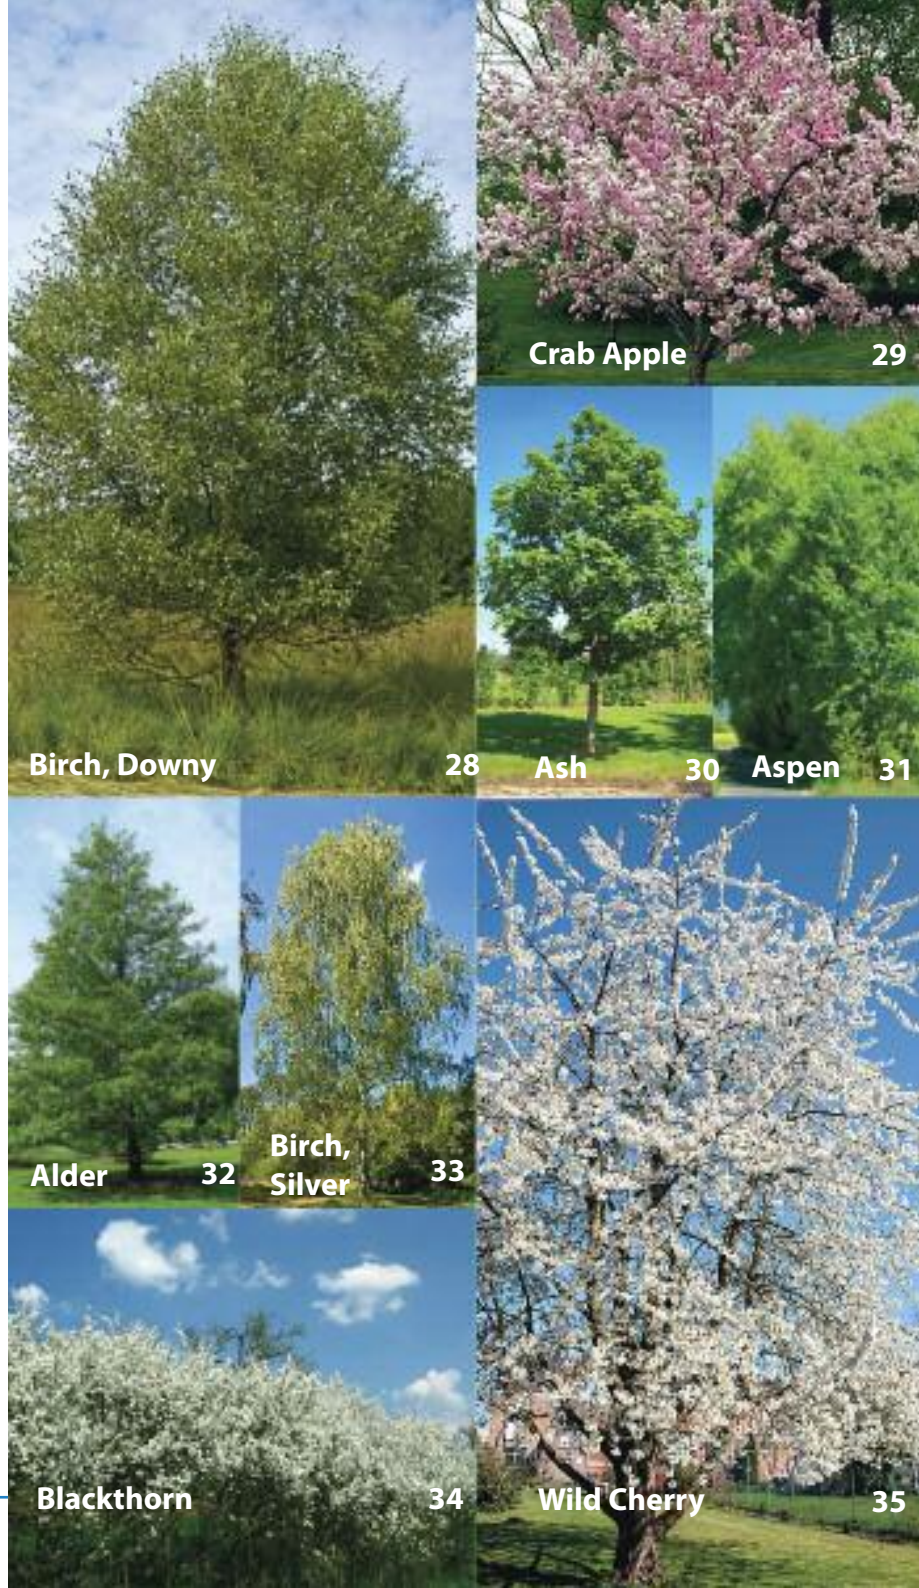 Crab Apple 29
Birch, Downy 28
Ash 30
Aspen 31
Alder 32
Birch,
Silver 33
Blackthorn 34
Wild Cherry 35